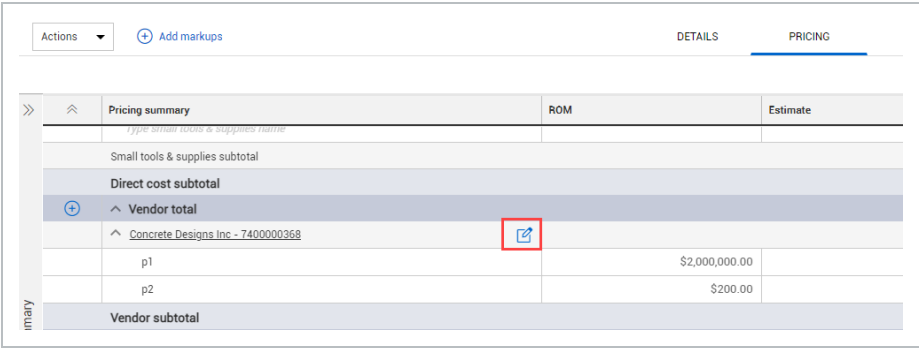 Actions Add markups DETAILS PRICING
Pricing summary ROM Estimate
Type small tools & supplies name
Small tools & supplies subtotal
Direct cost subtotal
Vendor total
Concrete Designs Inc - 7400000368
p1 $2,000,000.00
p2 $200.00
Vendor subtotal